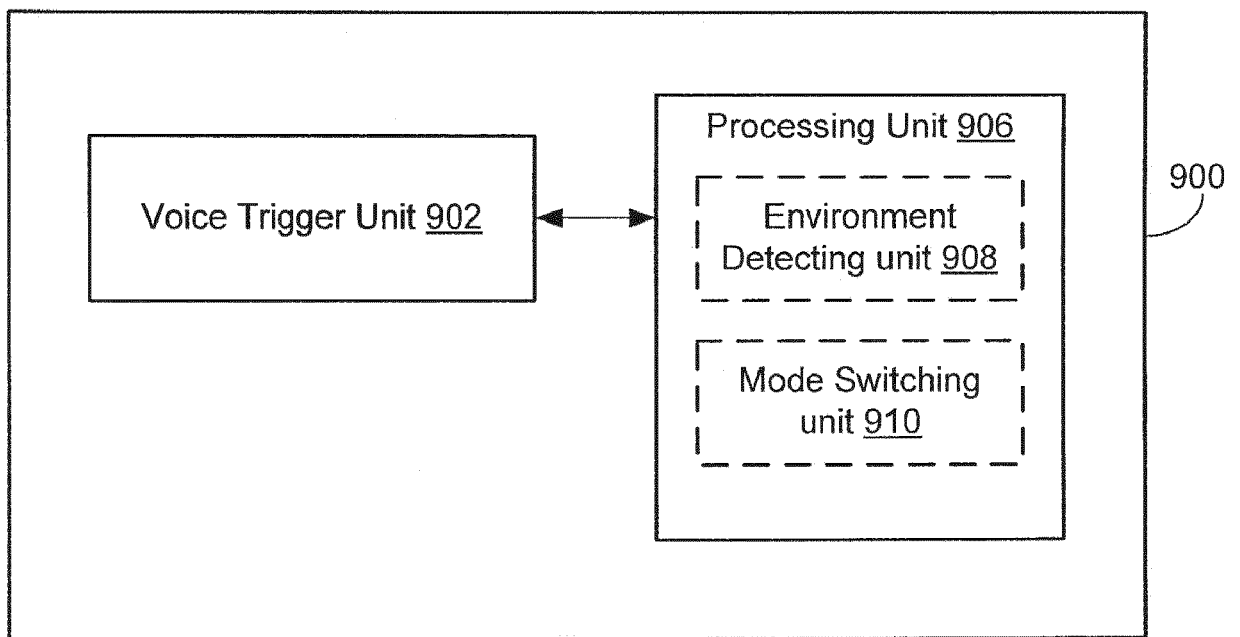 Processing Unit 906
Voice Trigger Unit 902
Environment
Detecting unit 908
Mode Switching
unit 910
900